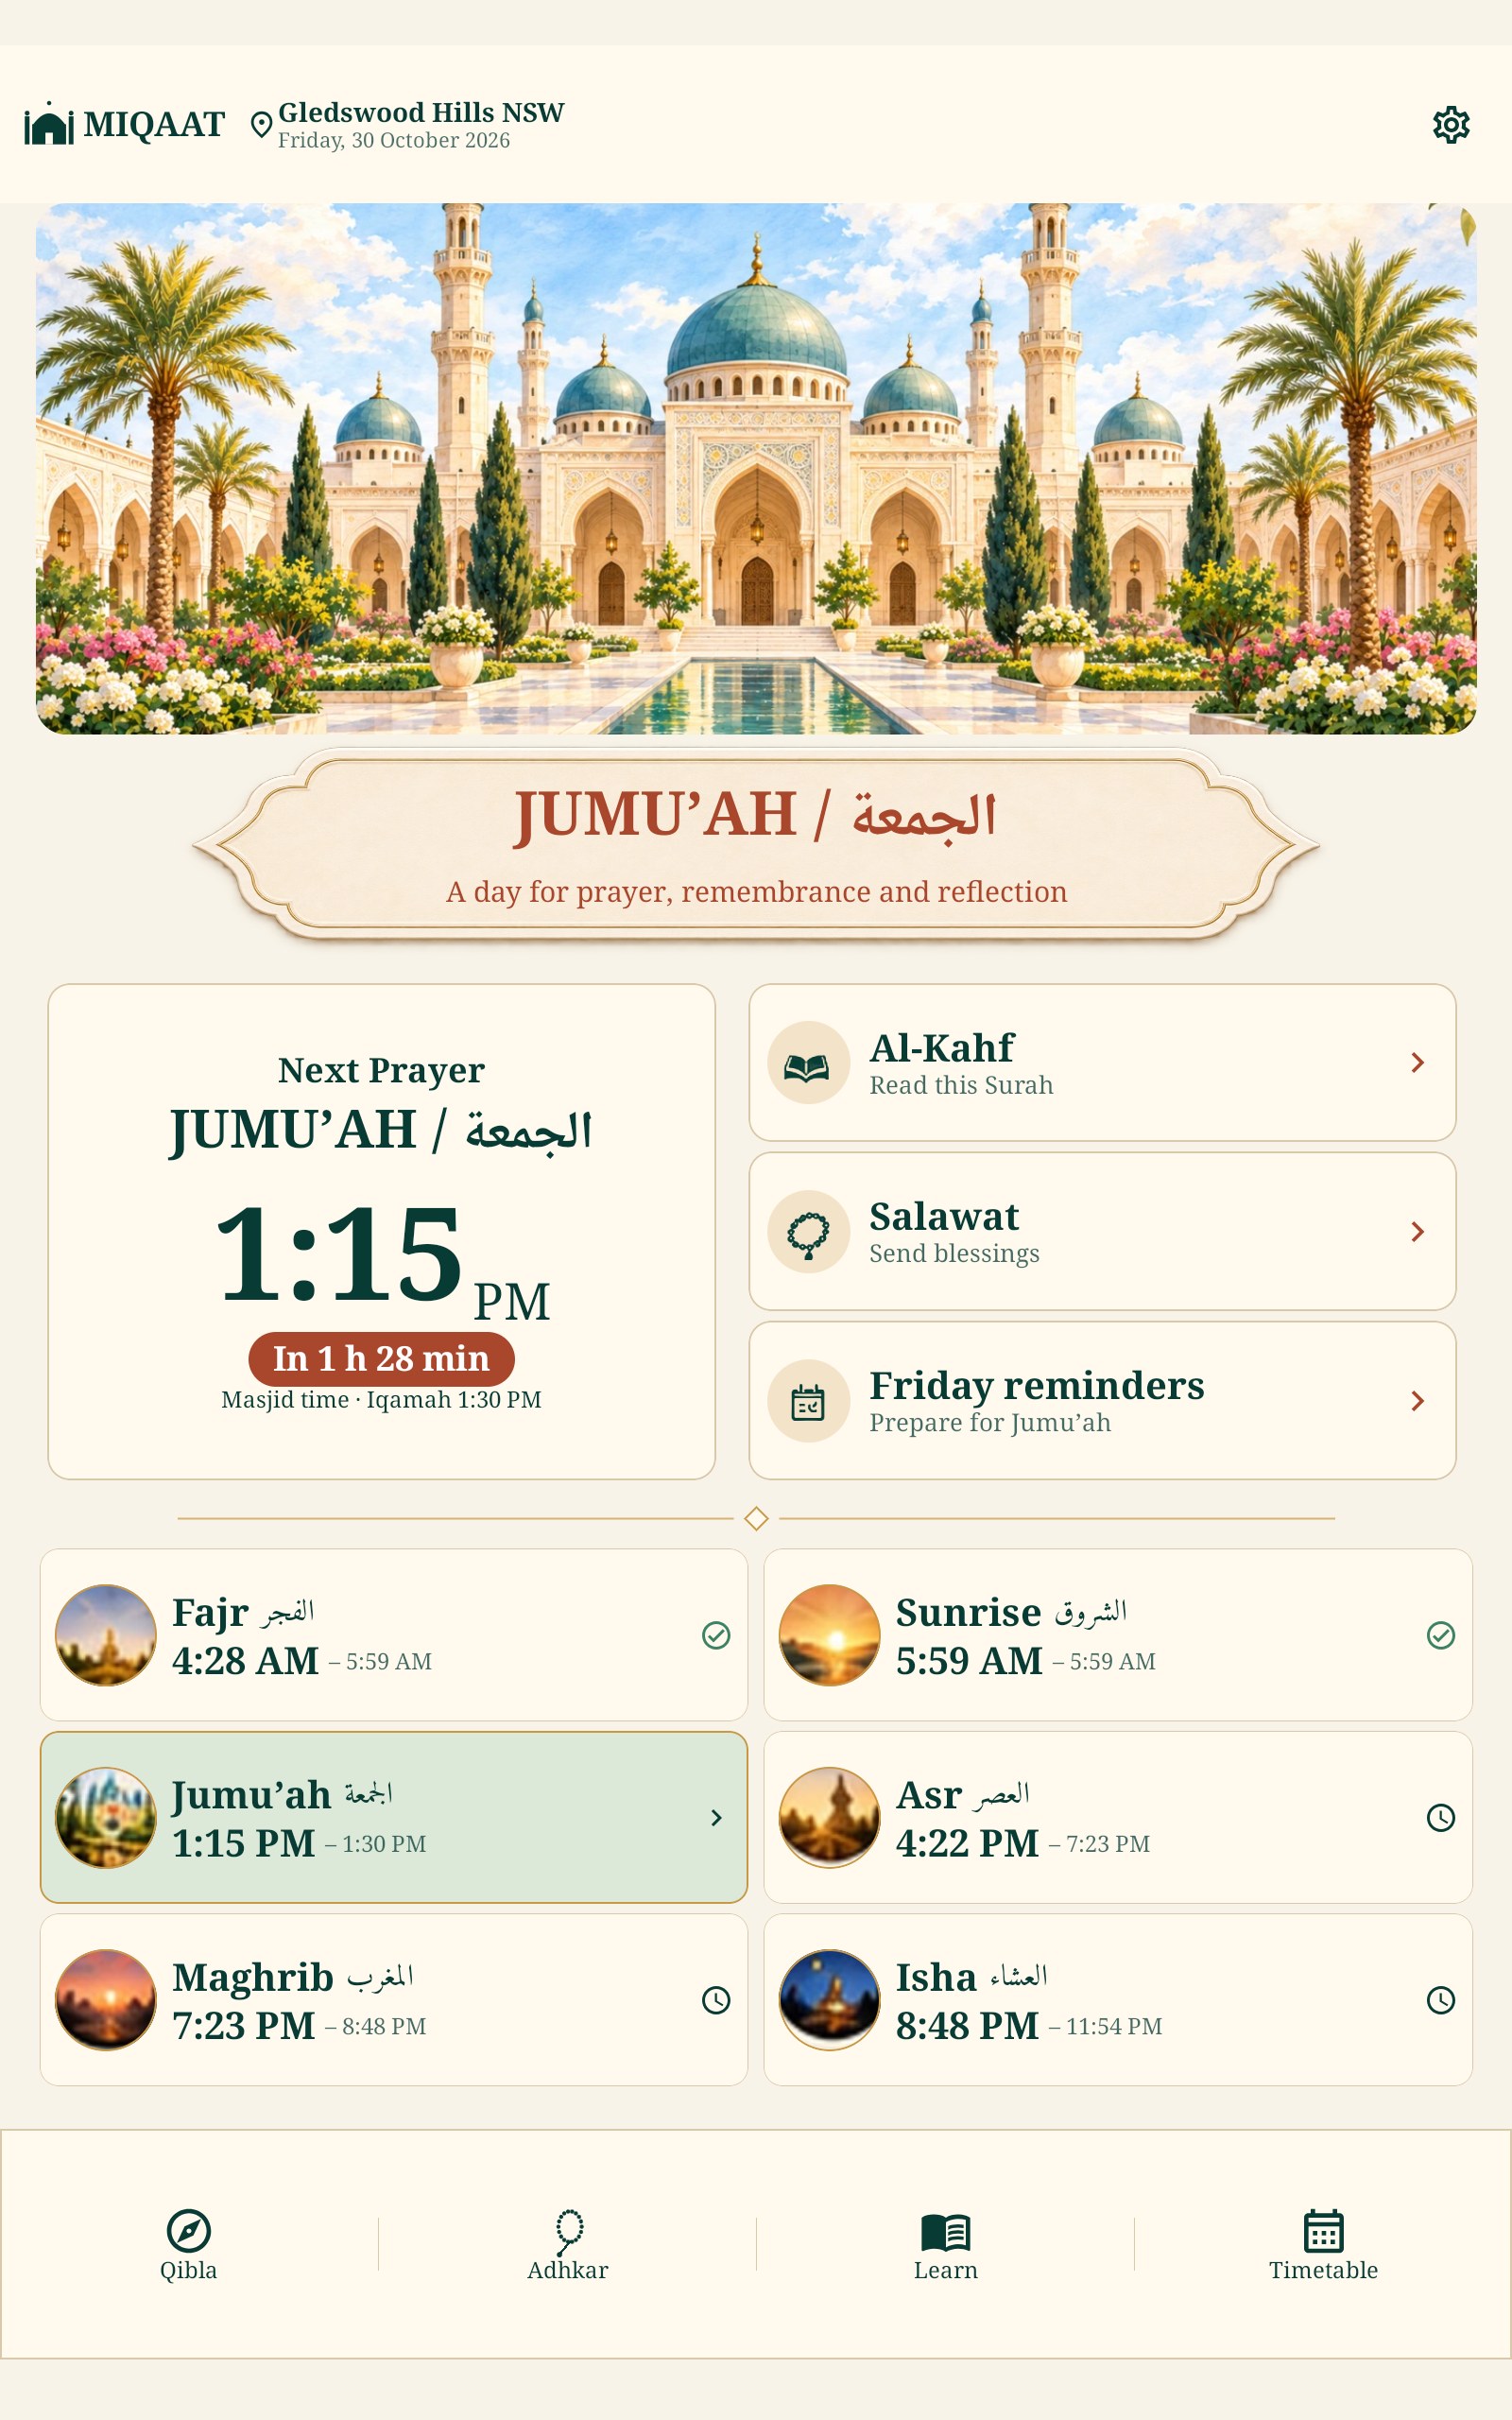 MIQAAT
Gledswood Hills NSW
Friday, 30 October 2026
JUMU’AH / الجمعة
A day for prayer, remembrance and reflection
Next Prayer
JUMU’AH / الجمعة
1:15 PM
In 1 h 28 min
Masjid time · Iqamah 1:30 PM
Al-Kahf
Read this Surah
Salawat
Send blessings
Friday reminders
Prepare for Jumu’ah
Fajr الفجر
4:28 AM – 5:59 AM
Sunrise الشروق
5:59 AM – 5:59 AM
Jumu’ah الجمعة
1:15 PM – 1:30 PM
Asr العصر
4:22 PM – 7:23 PM
Maghrib المغرب
7:23 PM – 8:48 PM
Isha العشاء
8:48 PM – 11:54 PM
Qibla
Adhkar
Learn
Timetable